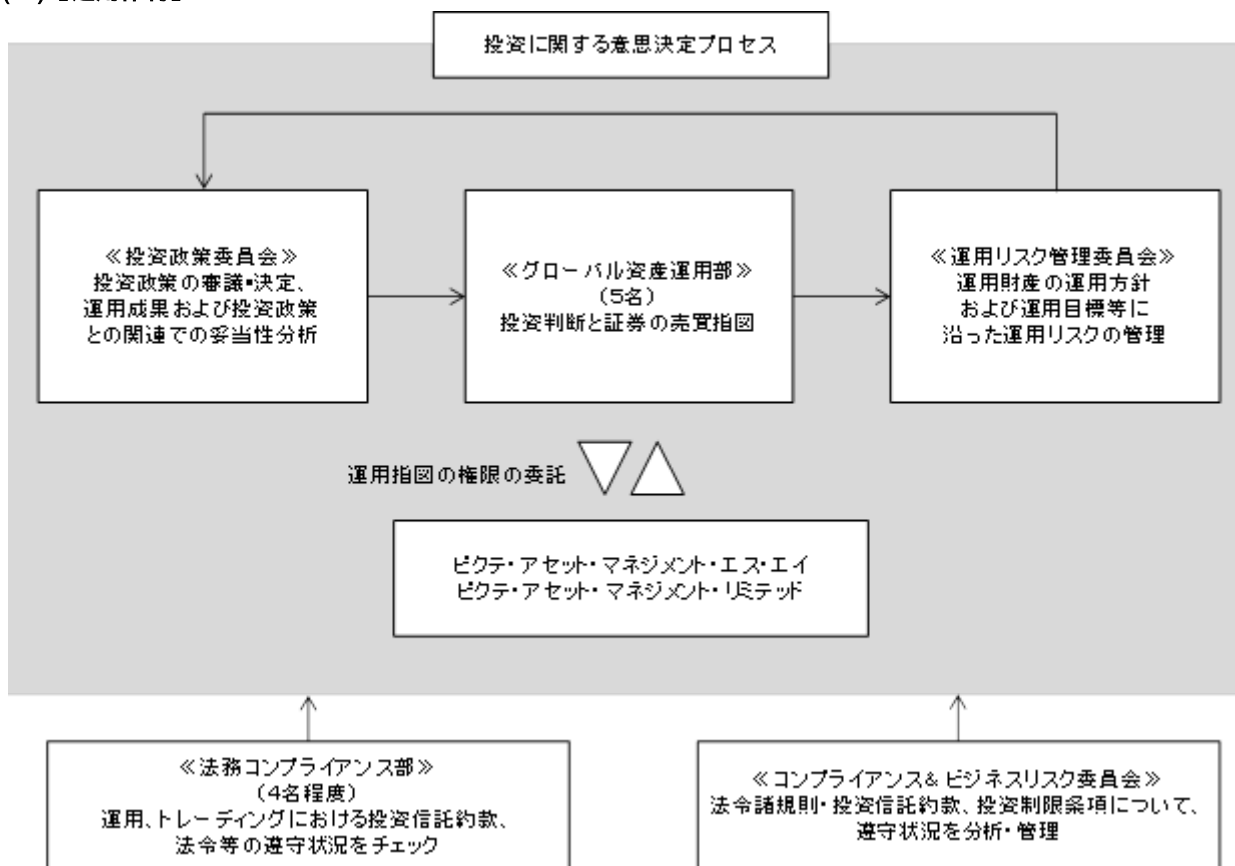 投資に関する意思決定プロセス
≪投資政策委員会≫
投資政策の審議・決定、
運用成果および投資政策
との関連での妥当性分析
≪グローバル資産運用部≫
(5名)
投資判断と証券の売買指図
≪運用リスク管理委員会≫
運用財産の運用方針
および運用目標等に
沿った運用リスクの管理
運用指図の権限の委託
ピクテ・アセット・マネジメント・エス・エイ
ピクテ・アセット・マネジメント・リミテッド
≪法務コンプライアンス部≫
(4名程度)
運用、トレーディングにおける投資信託約款、
法令等の遵守状況をチェック
≪コンプライアンス& ビジネスリスク委員会≫
法令諸規則・投資信託約款、投資制限条項について、
遵守状況を分析・管理